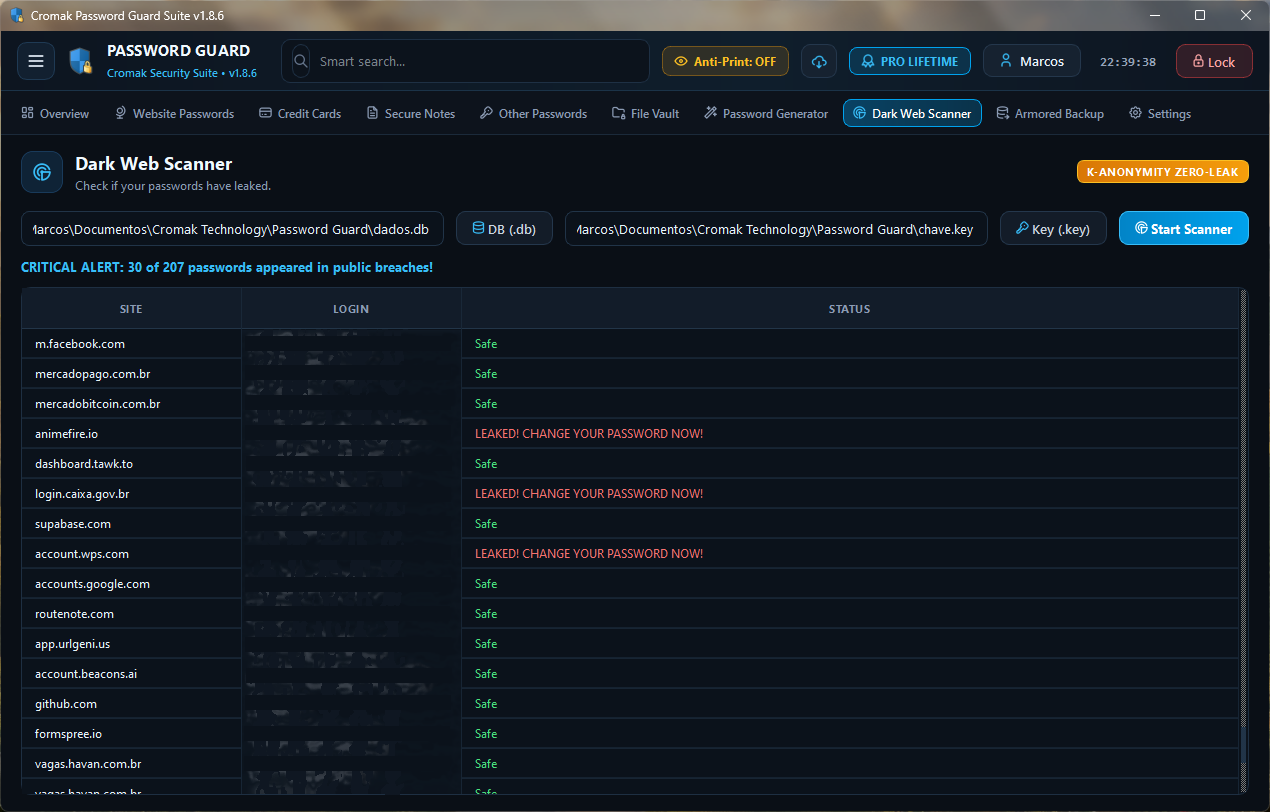 Cromak Password Guard Suite v1.8.6
PASSWORD GUARD
Cromak Security Suite • v1.8.6
Smart search...
Anti-Print: OFF
PRO LIFETIME
Marcos
22:39:38
Lock
Overview
Website Passwords
Credit Cards
Secure Notes
Other Passwords
File Vault
Password Generator
Dark Web Scanner
Armored Backup
Settings
Dark Web Scanner
Check if your passwords have leaked.
K-ANONYMITY ZERO-LEAK
Marcos\Documentos\Cromak Technology\Password Guard\dados.db
DB (.db)
Marcos\Documentos\Cromak Technology\Password Guard\chave.key
Key (.key)
Start Scanner
CRITICAL ALERT: 30 of 207 passwords appeared in public breaches!
SITE LOGIN STATUS
m.facebook.com Safe
mercadopago.com.br Safe
mercadobitcoin.com.br Safe
animefire.io LEAKED! CHANGE YOUR PASSWORD NOW!
dashboard.tawk.to Safe
login.caixa.gov.br LEAKED! CHANGE YOUR PASSWORD NOW!
supabase.com Safe
account.wps.com LEAKED! CHANGE YOUR PASSWORD NOW!
accounts.google.com Safe
routenote.com Safe
app.urlgeni.us Safe
account.beacons.ai Safe
github.com Safe
formspree.io Safe
vagas.havan.com.br Safe
vagas.havan.com.br Safe